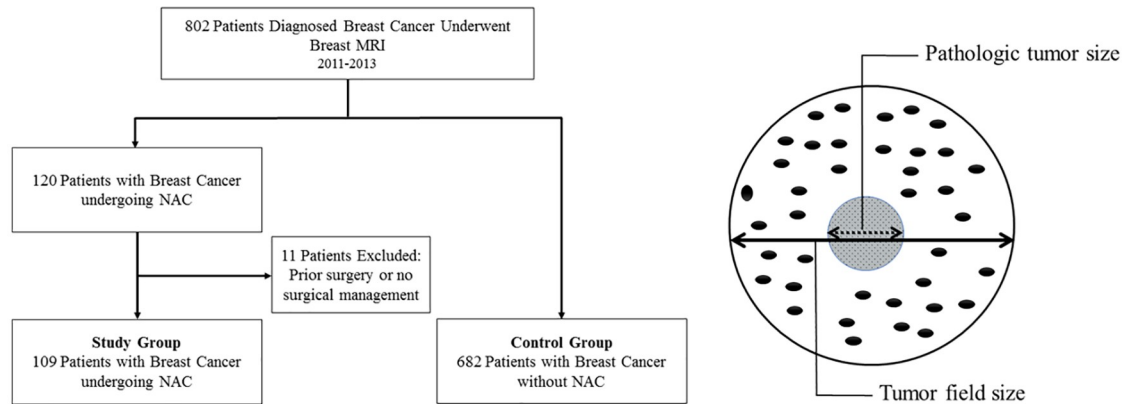 802 Patients Diagnosed Breast Cancer Underwent
Breast MRI
2011-2013
120 Patients with Breast Cancer
undergoing NAC
11 Patients Excluded:
Prior surgery or no
surgical management
Study Group
109 Patients with Breast Cancer
undergoing NAC
Control Group
682 Patients with Breast Cancer
without NAC
Pathologic tumor size
Tumor field size